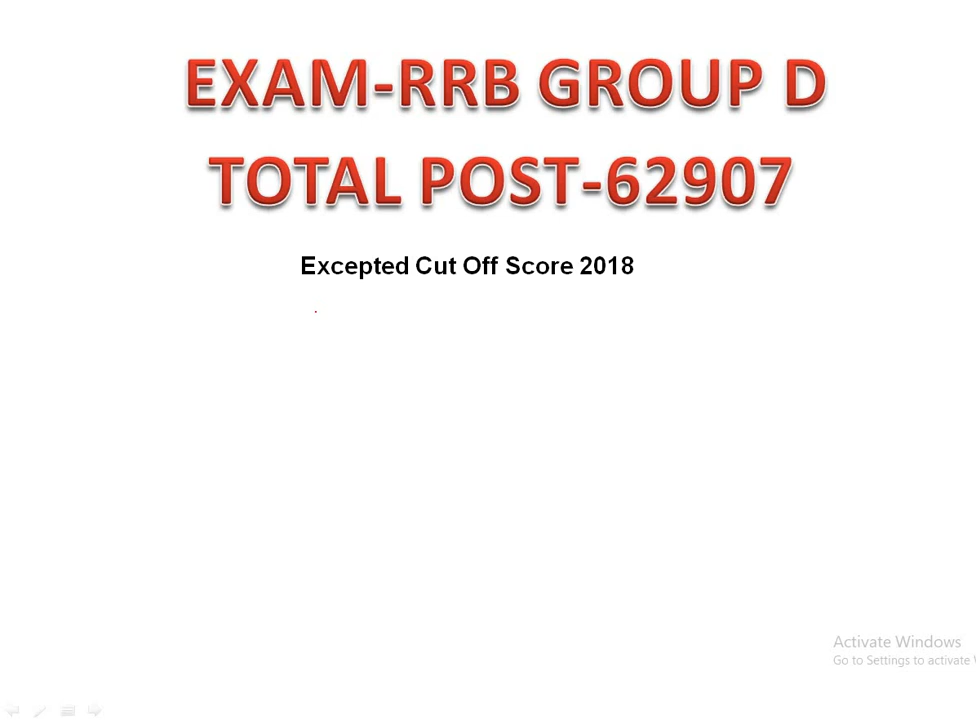 EXAM-RRB GROUP D
TOTAL POST-62907
Excepted Cut Off Score 2018
Activate Windows
Go to Settings to activate